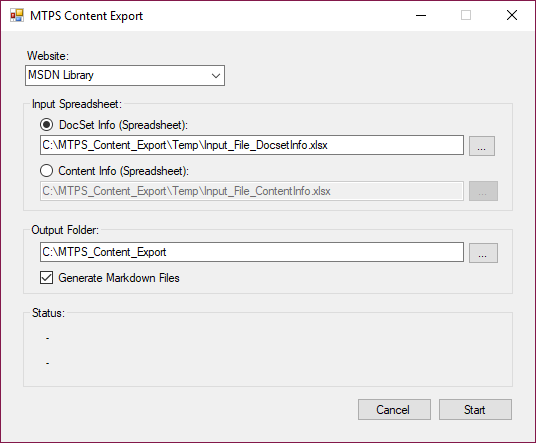 MTPS Content Export
Website:
MSDN Library
Input Spreadsheet:
DocSet Info (Spreadsheet):
C:\MTPS_Content_Export\Temp\Input_File_DocsetInfo.xlsx
...
Content Info (Spreadsheet):
C:\MTPS_Content_Export\Temp\Input_File_ContentInfo.xlsx
...
Output Folder:
C:\MTPS_Content_Export
...
Generate Markdown Files
Status:
-
-
Cancel Start